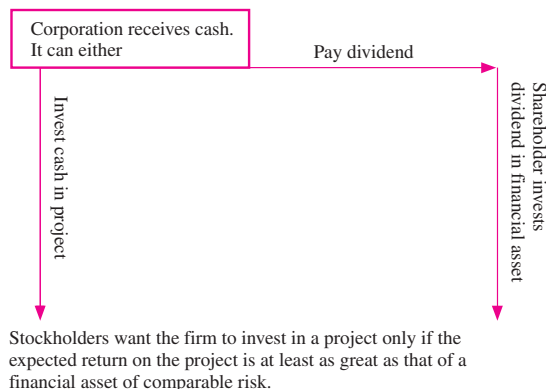 Corporation receives cash.
It can either
Pay dividend
Invest cash in project
Shareholder invests
dividend in financial asset
Stockholders want the firm to invest in a project only if the
expected return on the project is at least as great as that of a
financial asset of comparable risk.